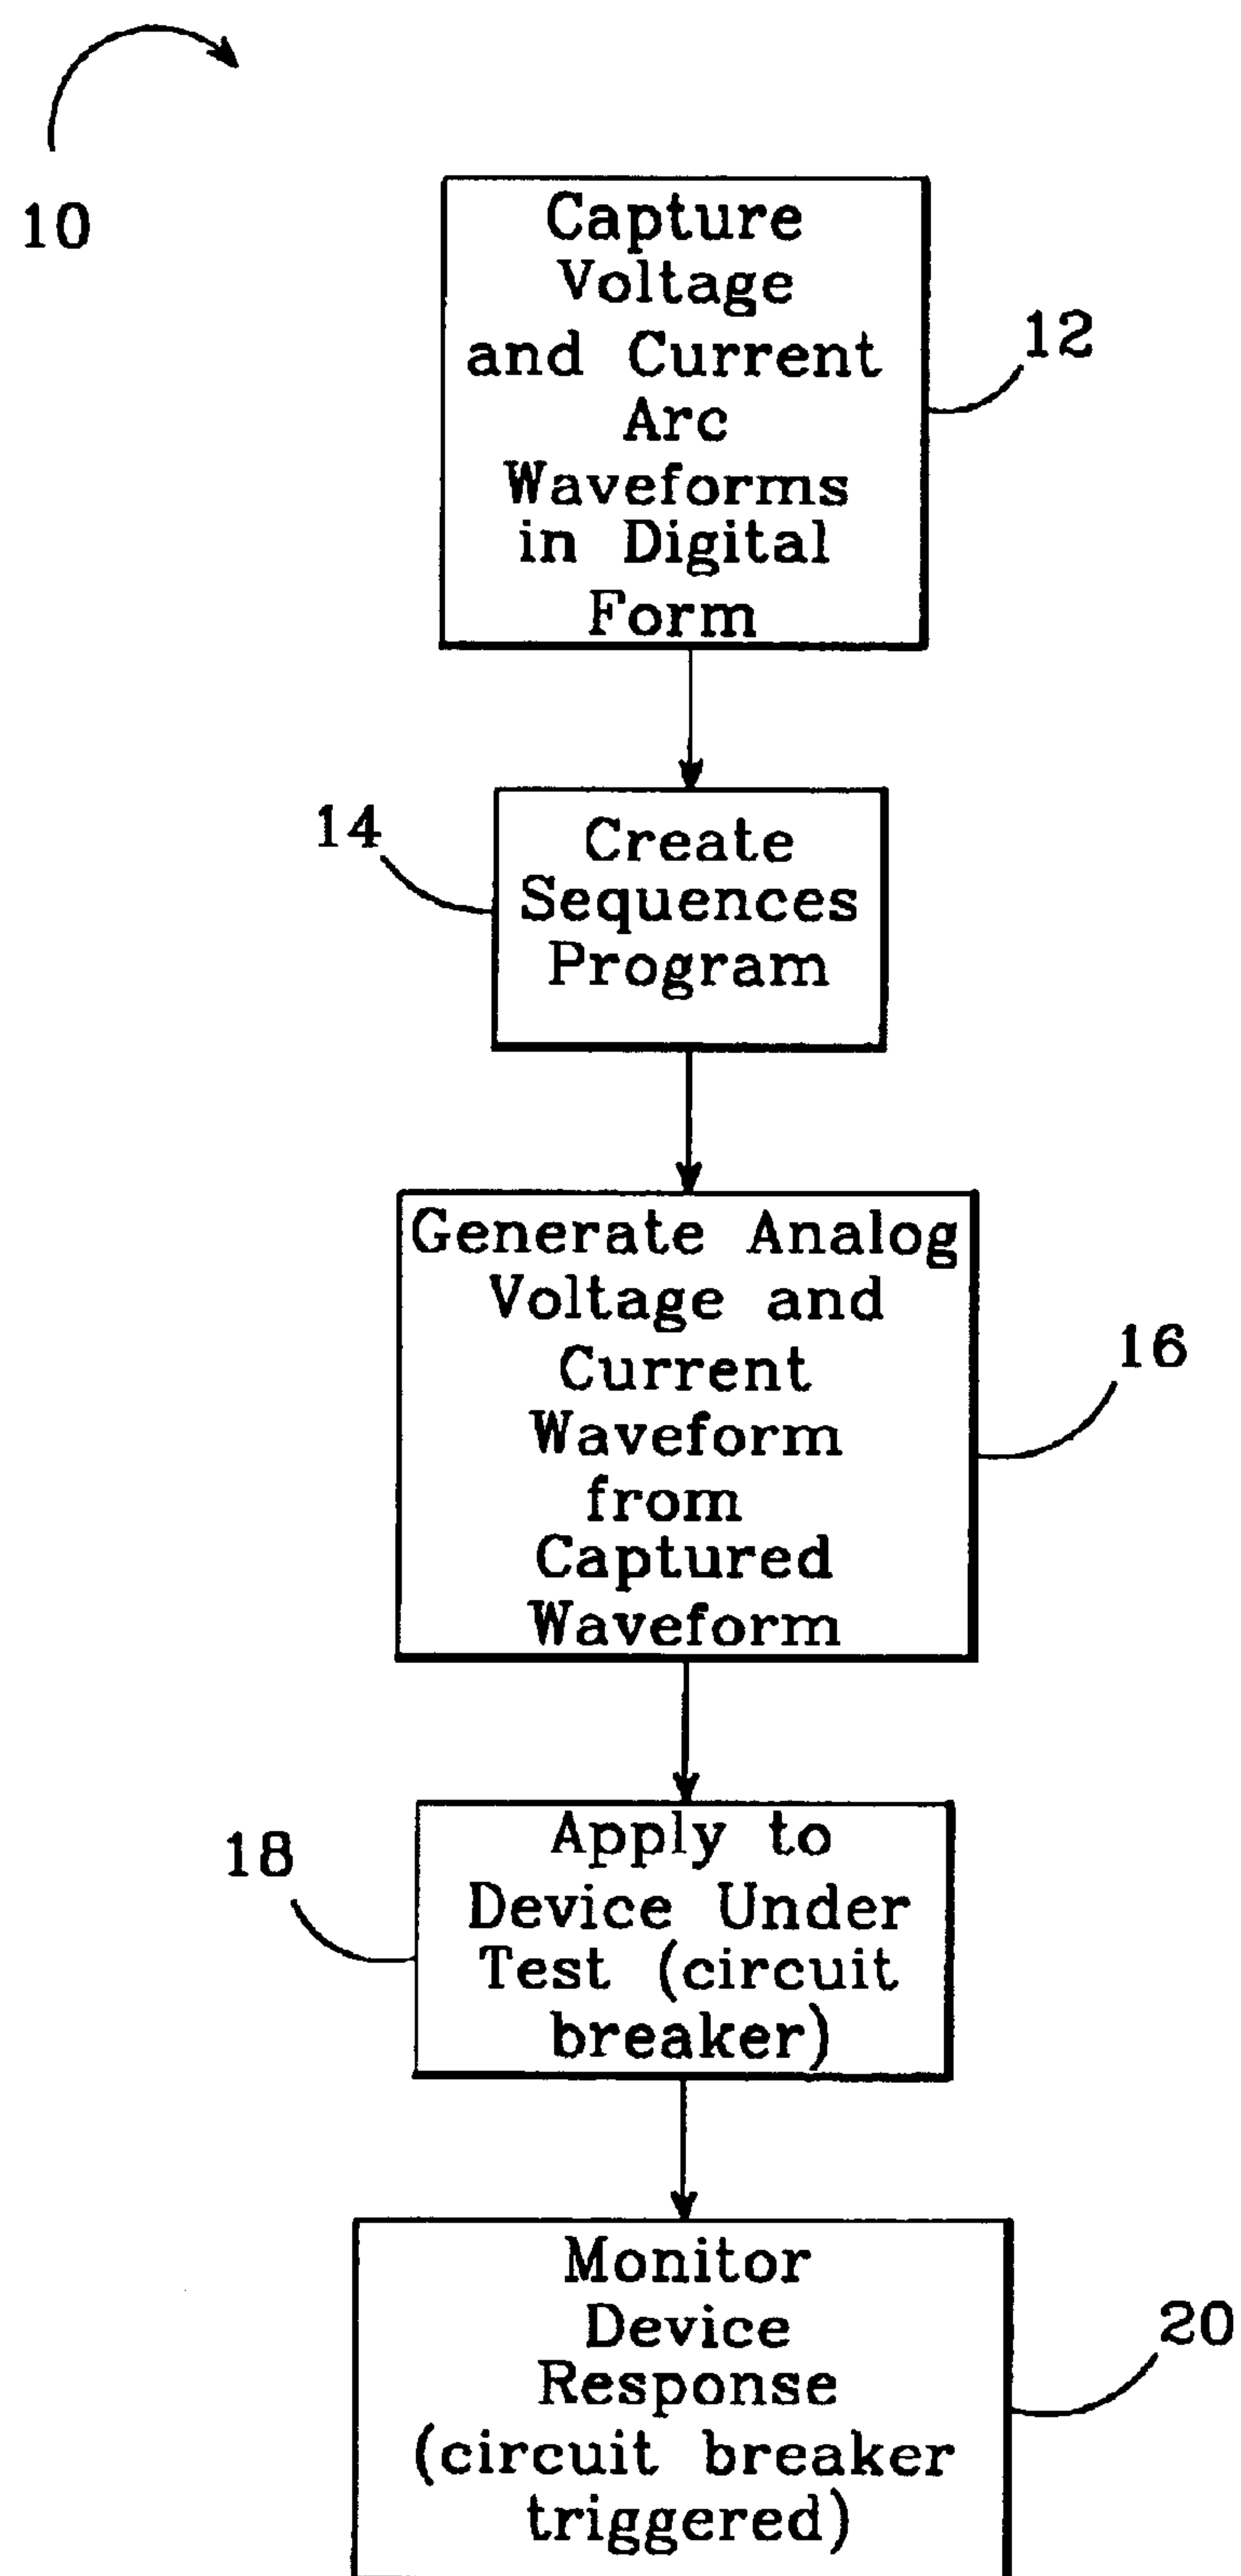 10
Capture
Voltage
and Current
Arc
Waveforms
in Digital
Form
12
14
Create
Sequences
Program
Generate Analog
Voltage and
Current
Waveform
from
Captured
Waveform
16
18
Apply to
Device Under
Test (circuit
breaker)
Monitor
Device
Response
(circuit breaker
triggered)
20